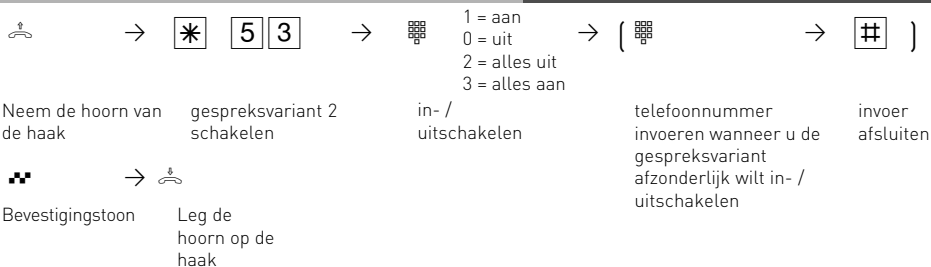 1 = aan
0 = uit
2 = alles uit
3 = alles aan
* 5 3 ( # )
Neem de hoorn van
de haak
gespreksvariant 2
schakelen
in- /
uitschakelen
telefoonnummer
invoeren wanneer u de
gespreksvariant
afzonderlijk wilt in- /
uitschakelen
invoer
afsluiten
Bevestigingstoon
Leg de
hoorn op de
haak